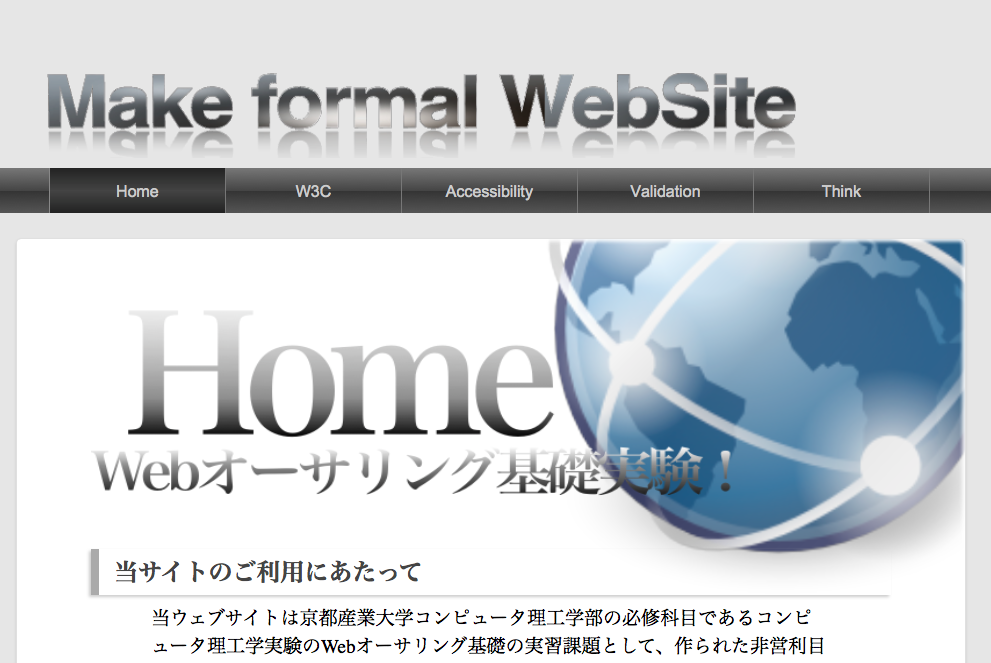 Make formal WebSite
Home
W3C
Accessibility
Validation
Think
Home
Webオーサリング基礎実験！
当サイトのご利用にあたって
当ウェブサイトは京都産業大学コンピュータ理工学部の必修科目であるコンピ
ュータ理工学実験のWebオーサリング基礎の実習課題として、作られた非営利目